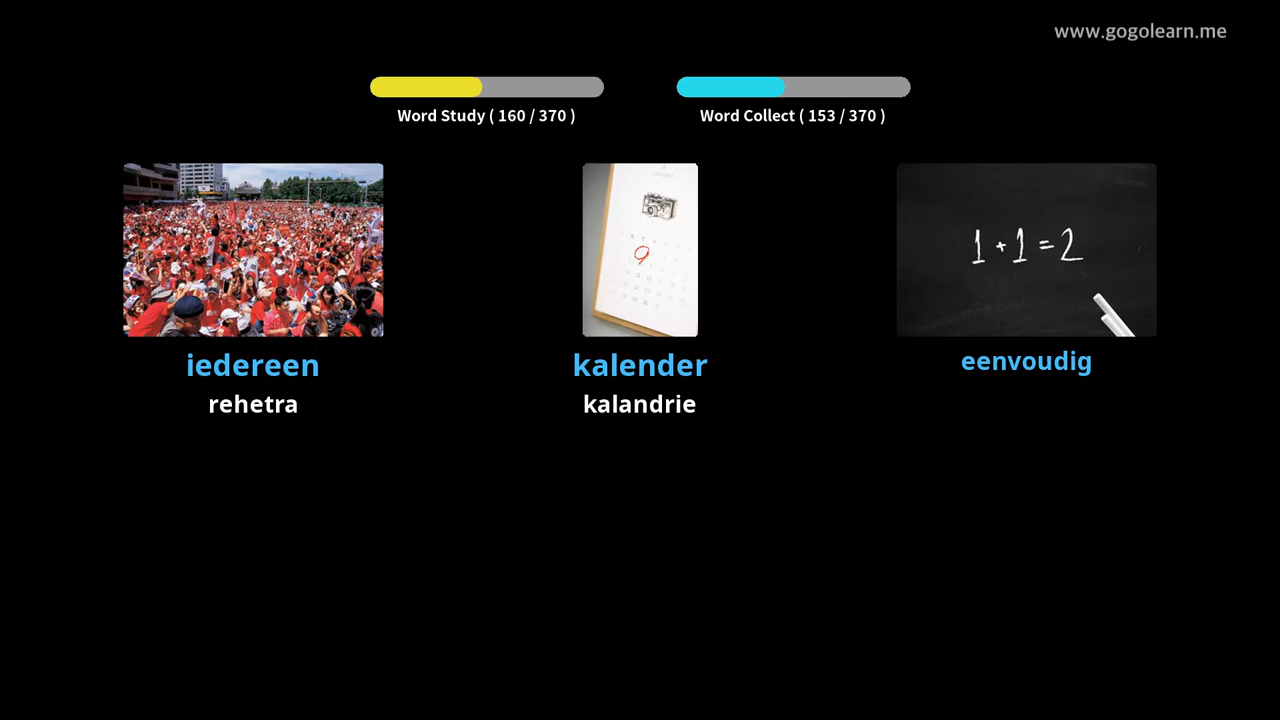 www.gogolearn.me
Word Study ( 160 / 370 )
Word Collect ( 153 / 370 )
9
1 + 1 = 2
iedereen
kalender
eenvoudig
rehetra
kalandrie